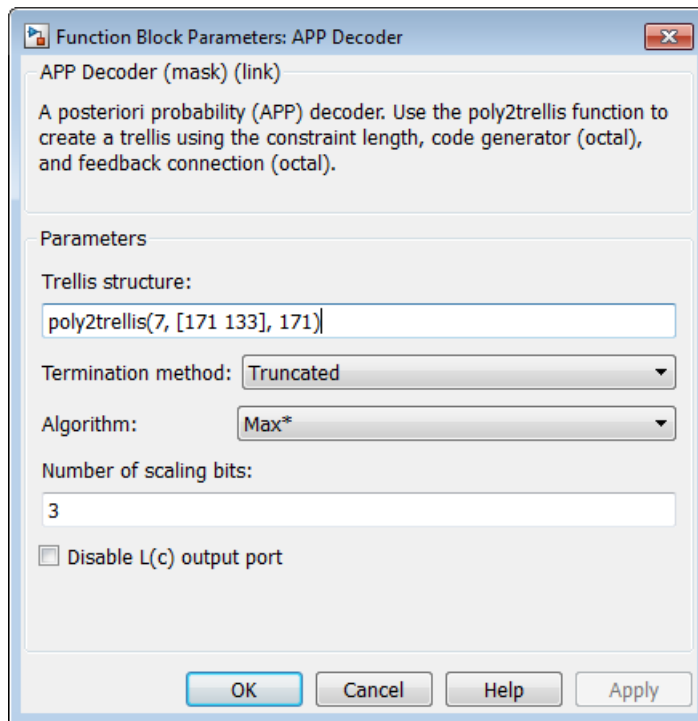 Function Block Parameters: APP Decoder
APP Decoder (mask) (link)
A posteriori probability (APP) decoder. Use the poly2trellis function to
create a trellis using the constraint length, code generator (octal),
and feedback connection (octal).
Parameters
Trellis structure:
poly2trellis(7, [171 133], 171)
Termination method: Truncated
Algorithm: Max*
Number of scaling bits:
3
Disable L(c) output port
OK Cancel Help Apply